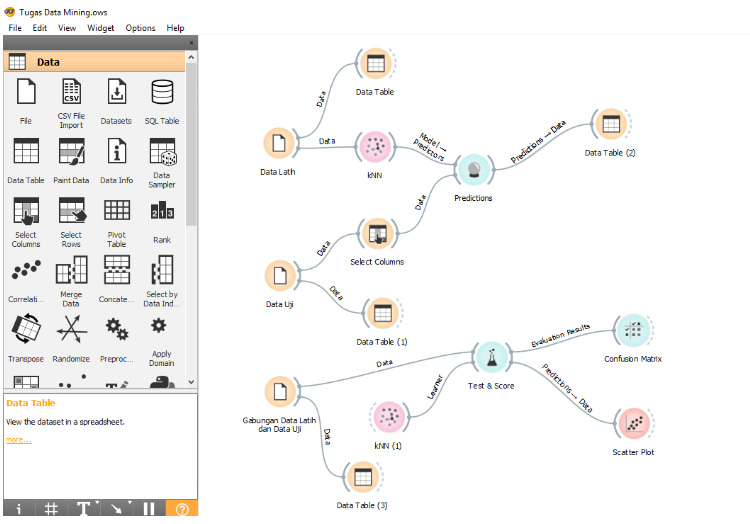 Tugas Data Mining.ows
File Edit View Widget Options Help
Data
File
CSV File
Import
Datasets
SQL Table
Data Table
Paint Data
Data Info
Data
Sampler
Select
Columns
Select
Rows
Pivot
Table
Rank
Correlati...
Merge
Data
Concate...
Select by
Data Ind...
Transpose
Randomize
Preproc...
Apply
Domain
Data Table
View the dataset in a spreadsheet.
more...
Data
Data Table
Data Latih
Data
kNN
Model → Predictors
Predictions
Predictions → Data
Data Table (2)
Data
Select Columns
Data
Data Uji
Data
Data Table (1)
Data
Gabungan Data Latih
dan Data Uji
Data
Data Table (3)
kNN (1)
Learner
Test & Score
Evaluation Results
Confusion Matrix
Predictions → Data
Scatter Plot